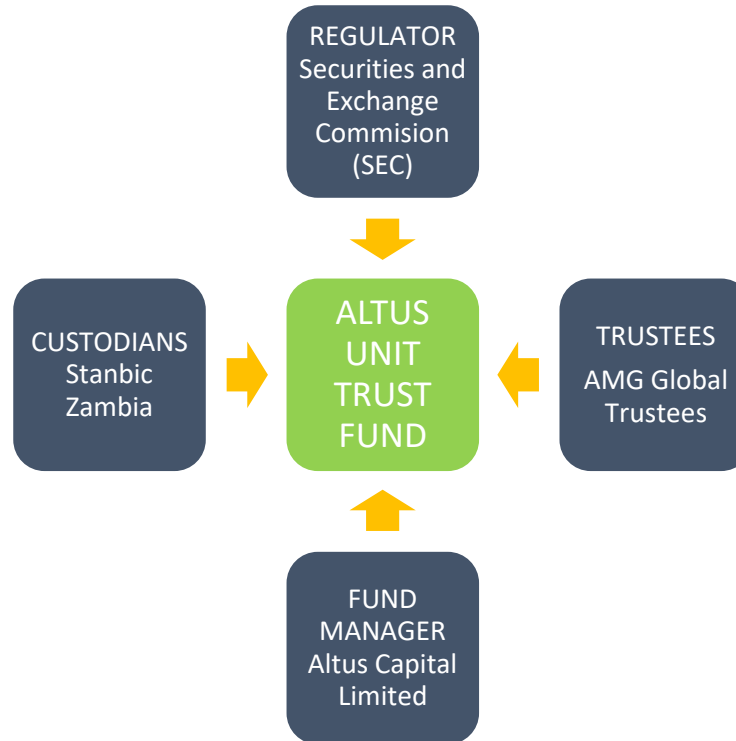 REGULATOR
Securities and
Exchange
Commision
(SEC)
CUSTODIANS
Stanbic
Zambia
ALTUS
UNIT
TRUST
FUND
TRUSTEES
AMG Global
Trustees
FUND
MANAGER
Altus Capital
Limited